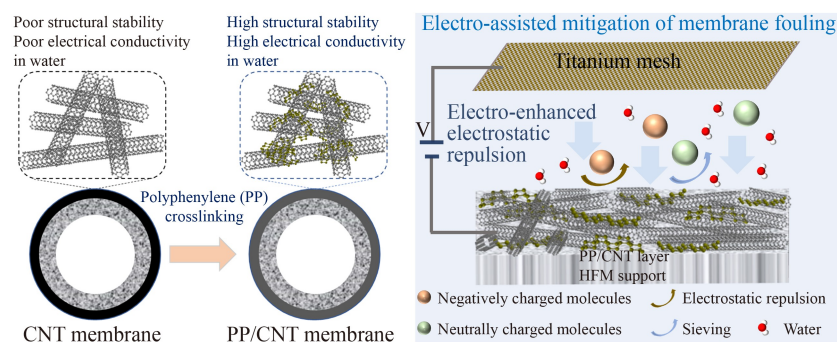 Poor structural stability
Poor electrical conductivity
in water
High structural stability
High electrical conductivity
in water
Polyphenylene (PP)
crosslinking
CNT membrane
PP/CNT membrane
Electro-assisted mitigation of membrane fouling
Titanium mesh
Electro-enhanced
electrostatic
repulsion
V
PP/CNT layer
HFM support
Negatively charged molecules
Electrostatic repulsion
Neutrally charged molecules
Sieving
Water